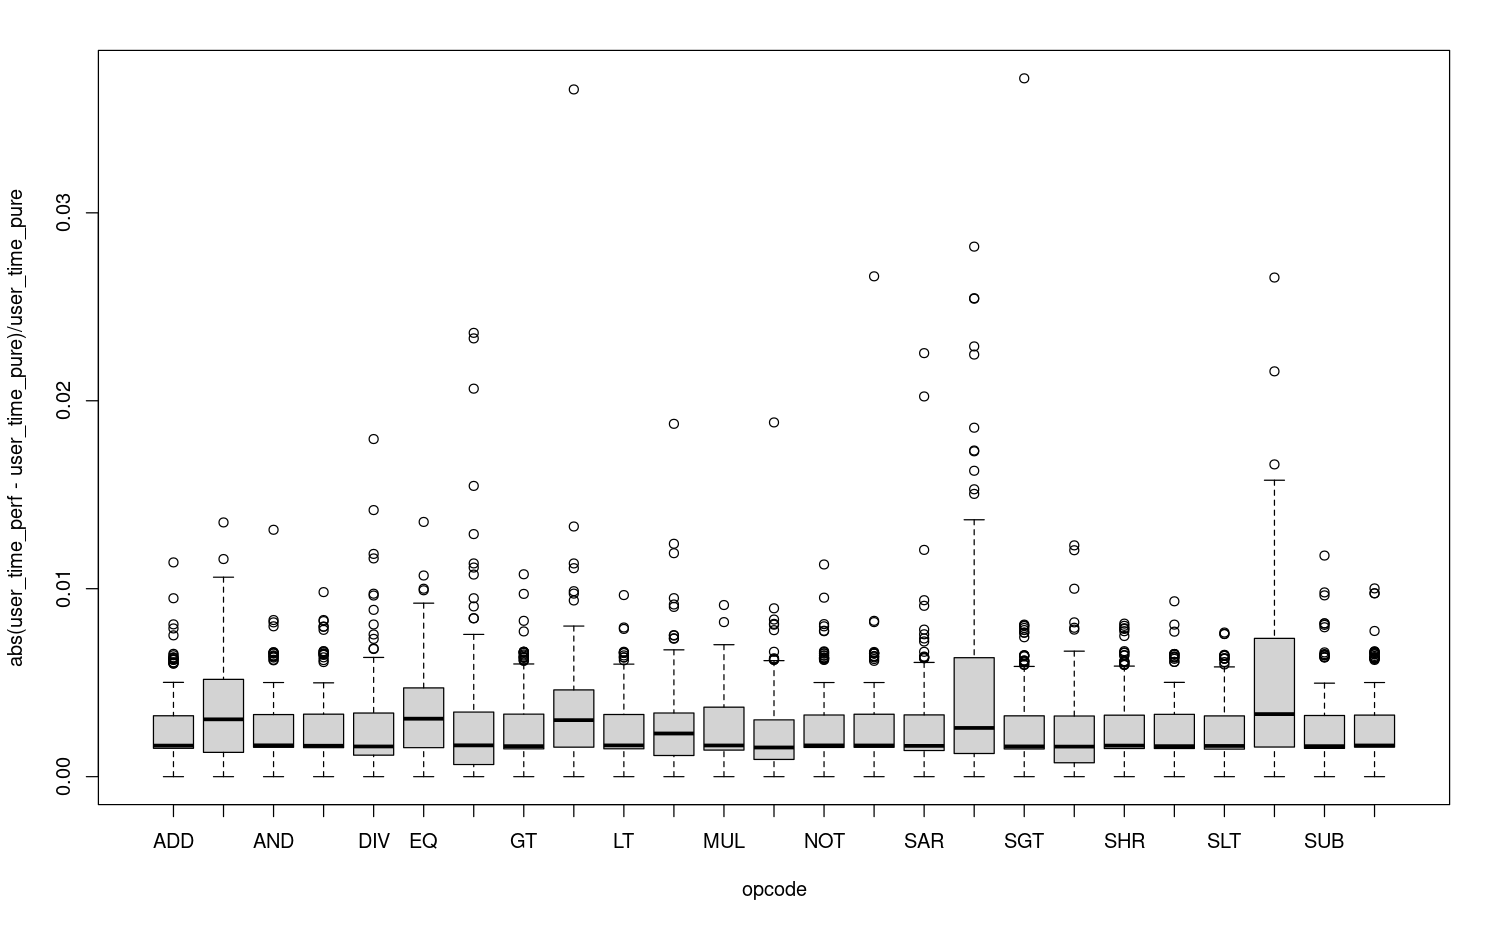 abs(user_time_perf - user_time_pure)/user_time_pure
0.03
0.02
0.01
0.00
ADD AND DIV EQ GT LT MUL NOT SAR SGT SHR SLT SUB
opcode